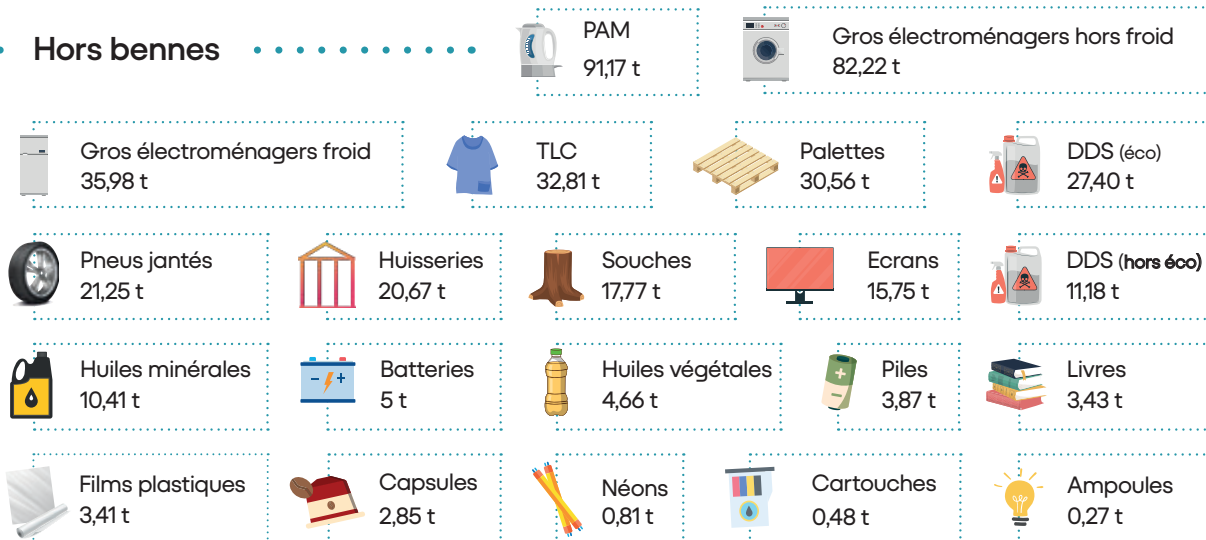 Hors bennes
PAM
91,17 t
Gros électroménagers hors froid
82,22 t
Gros électroménagers froid
35,98 t
TLC
32,81 t
Palettes
30,56 t
DDS (éco)
27,40 t
Pneus jantés
21,25 t
Huisseries
20,67 t
Souches
17,77 t
Ecrans
15,75 t
DDS (hors éco)
11,18 t
Huiles minérales
10,41 t
Batteries
5 t
Huiles végétales
4,66 t
Piles
3,87 t
Livres
3,43 t
Films plastiques
3,41 t
Capsules
2,85 t
Néons
0,81 t
Cartouches
0,48 t
Ampoules
0,27 t